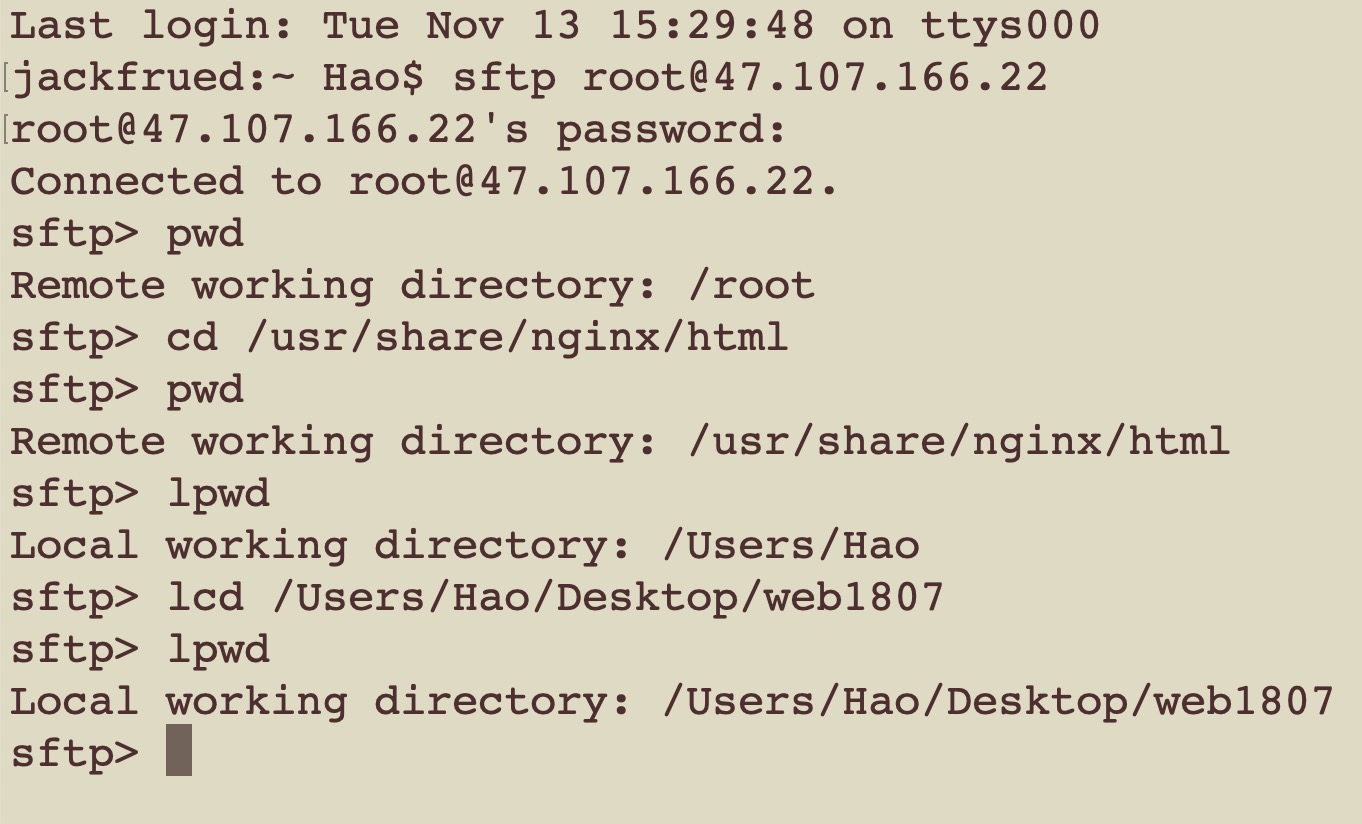 Last login: Tue Nov 13 15:29:48 on ttys000
[jackfrued:~ Hao$ sftp root@47.107.166.22
[root@47.107.166.22's password:
Connected to root@47.107.166.22.
sftp> pwd
Remote working directory: /root
sftp> cd /usr/share/nginx/html
sftp> pwd
Remote working directory: /usr/share/nginx/html
sftp> lpwd
Local working directory: /Users/Hao
sftp> lcd /Users/Hao/Desktop/web1807
sftp> lpwd
Local working directory: /Users/Hao/Desktop/web1807
sftp>